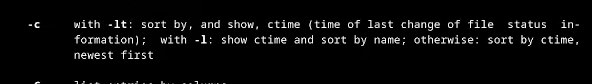 -c with -lt: sort by, and show, ctime (time of last change of file status in-
formation); with -l: show ctime and sort by name; otherwise: sort by ctime,
newest first